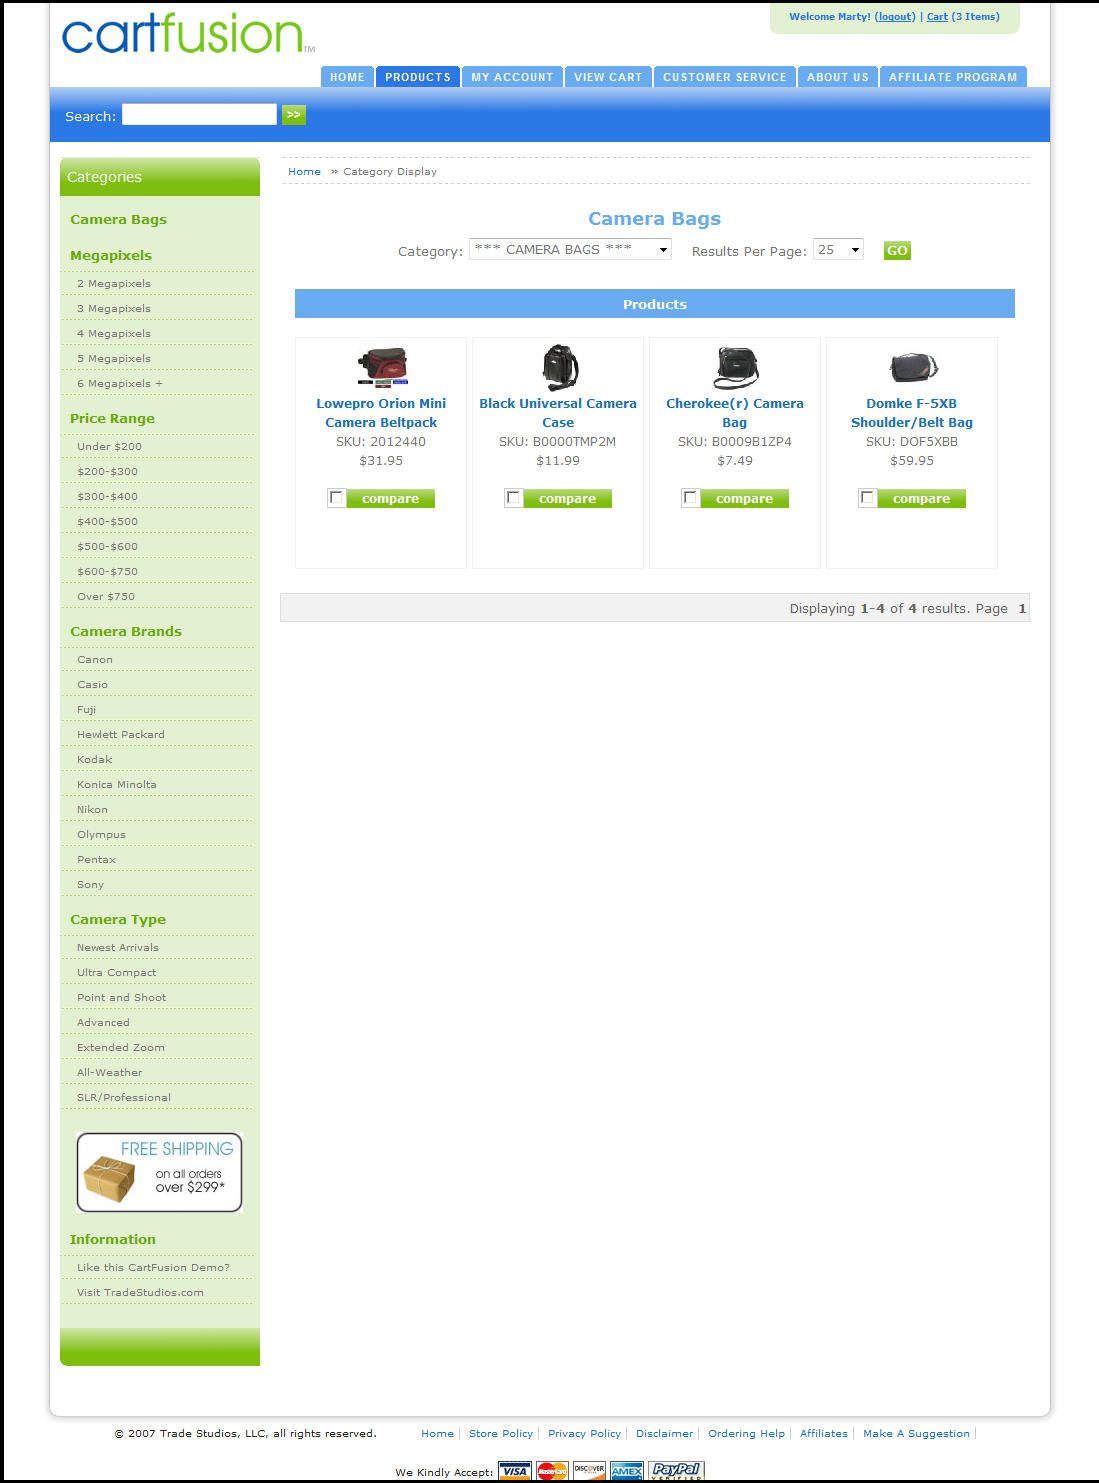 cartfusion TM
Welcome Marty! (logout) | Cart (3 Items)
HOME PRODUCTS MY ACCOUNT VIEW CART CUSTOMER SERVICE ABOUT US AFFILIATE PROGRAM
Search: >>
Categories
Camera Bags
Megapixels
2 Megapixels
3 Megapixels
4 Megapixels
5 Megapixels
6 Megapixels +
Price Range
Under $200
$200-$300
$300-$400
$400-$500
$500-$600
$600-$750
Over $750
Camera Brands
Canon
Casio
Fuji
Hewlett Packard
Kodak
Konica Minolta
Nikon
Olympus
Pentax
Sony
Camera Type
Newest Arrivals
Ultra Compact
Point and Shoot
Advanced
Extended Zoom
All-Weather
SLR/Professional
FREE SHIPPING
on all orders
over $299*
Information
Like this CartFusion Demo?
Visit TradeStudios.com
Home » Category Display
Camera Bags
Category: *** CAMERA BAGS *** Results Per Page: 25 GO
Products
Lowepro Orion Mini
Camera Beltpack
SKU: 2012440
$31.95
compare
Black Universal Camera
Case
SKU: B0000TMP2M
$11.99
compare
Cherokee(r) Camera
Bag
SKU: B0009B1ZP4
$7.49
compare
Domke F-5XB
Shoulder/Belt Bag
SKU: DOF5XBB
$59.95
compare
Displaying 1-4 of 4 results. Page 1
© 2007 Trade Studios, LLC, all rights reserved. Home | Store Policy | Privacy Policy | Disclaimer | Ordering Help | Affiliates | Make A Suggestion |
We Kindly Accept: VISA MasterCard DISCOVER AMEX PayPal VERIFIED